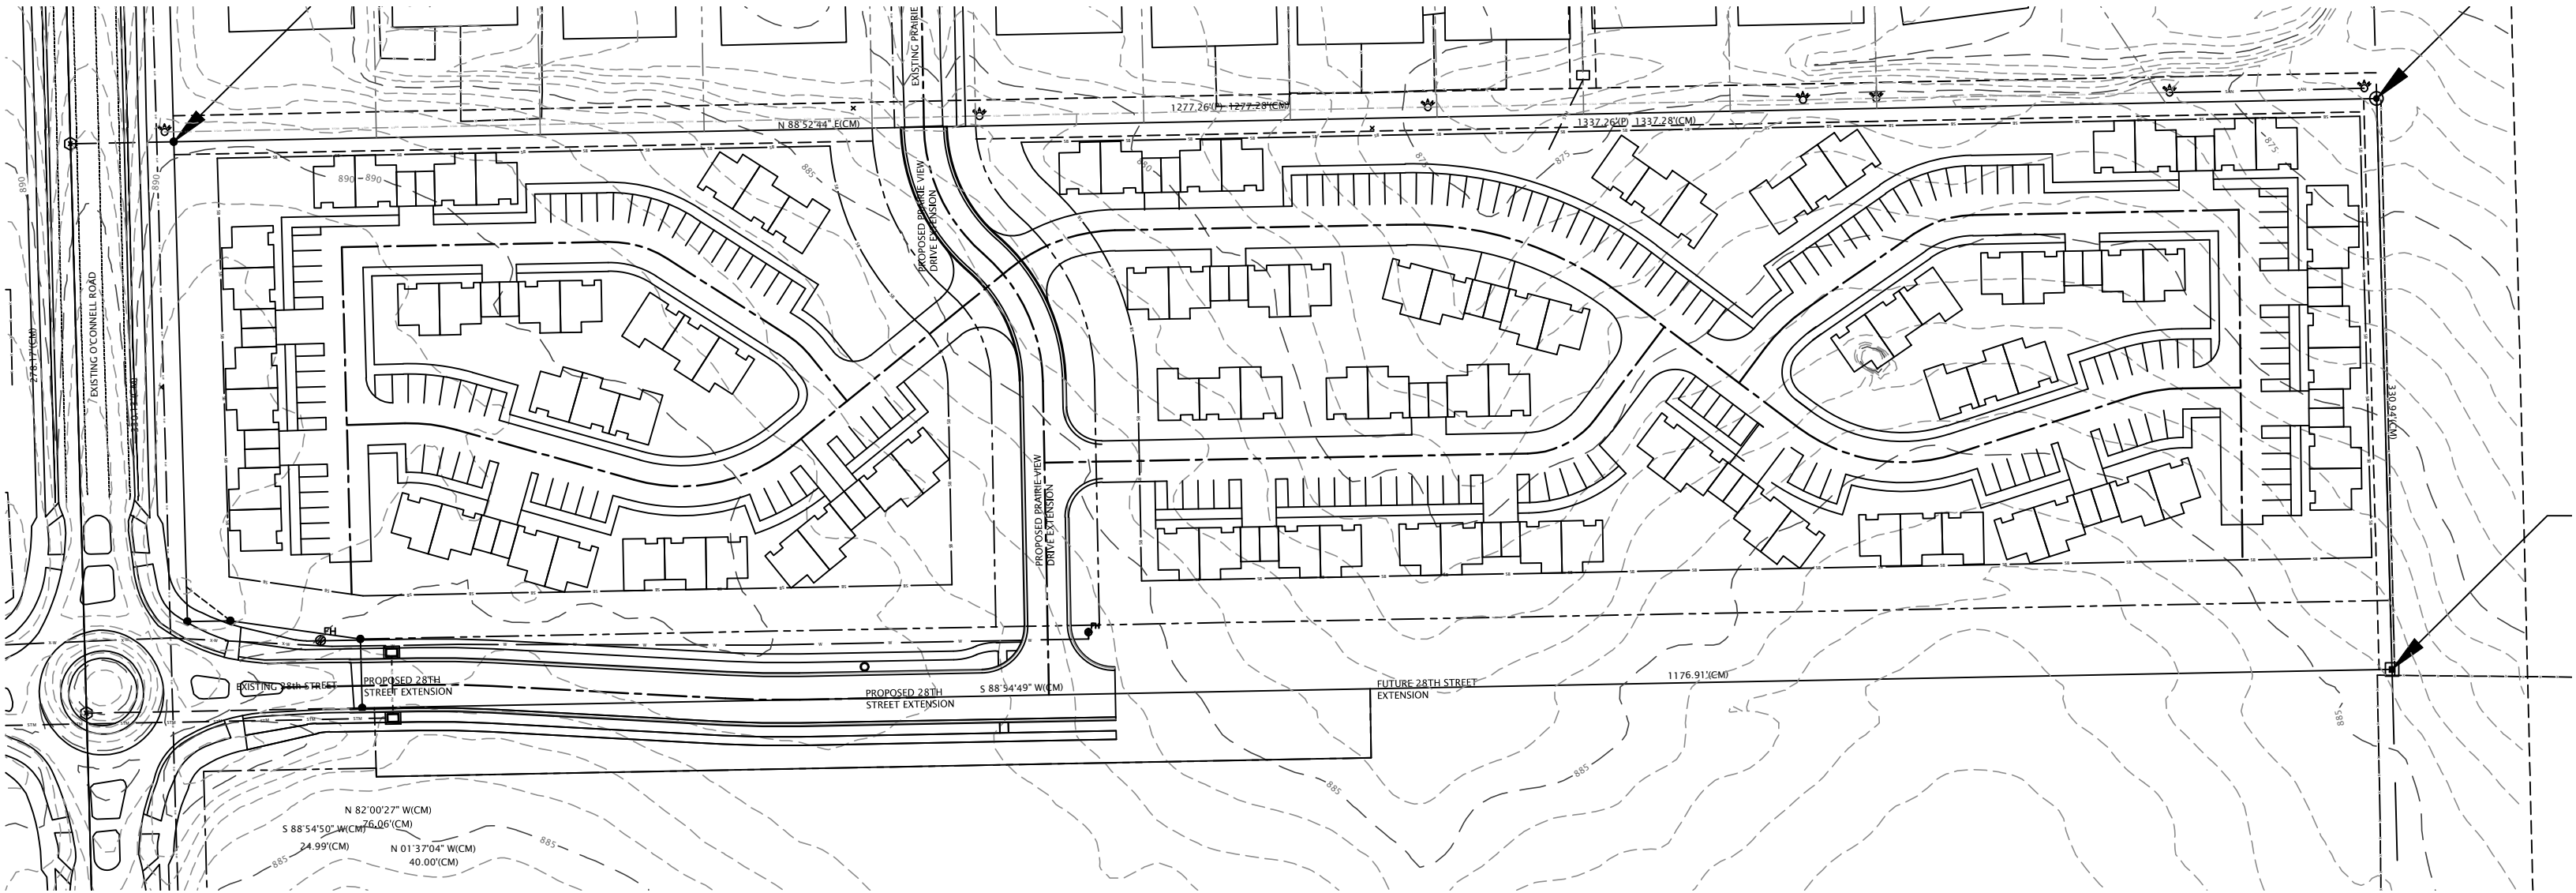 EXISTING PRAIRIE
1277.26'(P) 1277.28'(CM)
N 88°52'44" E(CM)
1337.26'(P) 1337.28'(CM)
890
890
890
890
885
880
875
875
875
PROPOSED PRAIRIE VIEW
DRIVE EXTENSION
EXISTING O'CONNELL ROAD
278.17'(CM)
330.94'(CM)
PROPOSED PRAIRIE VIEW
DRIVE EXTENSION
FH
EXISTING 28th STREET
PROPOSED 28TH
STREET EXTENSION
PROPOSED 28TH
STREET EXTENSION
S 88°54'49" W(CM)
FUTURE 28TH STREET
EXTENSION
1176.91'(CM)
885
885
885
N 82°00'27" W(CM)
76.06'(CM)
S 88°54'50" W(CM)
24.99'(CM)
N 01°37'04" W(CM)
40.00'(CM)
885
885